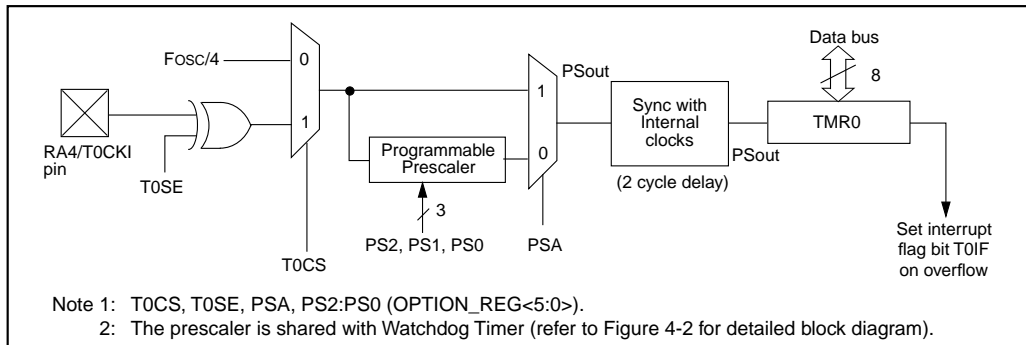 Data bus
FOSC/4
0
PSout
8
1
Sync with
Internal
clocks
TMR0
1
RA4/T0CKI
pin
Programmable
Prescaler
0
PSout
T0SE
(2 cycle delay)
3
PS2, PS1, PS0
PSA
T0CS
Set interrupt
flag bit T0IF
on overflow
Note 1: T0CS, T0SE, PSA, PS2:PS0 (OPTION_REG<5:0>).
2: The prescaler is shared with Watchdog Timer (refer to Figure 4-2 for detailed block diagram).